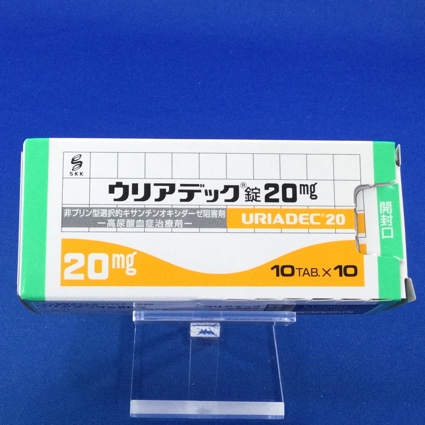 SKK
ウリアデック®錠20mg
非プリン型選択的キサンチンオキシダーゼ阻害剤
―高尿酸血症治療剤―
URIADEC® 20
開封口
20mg
10TAB.×10